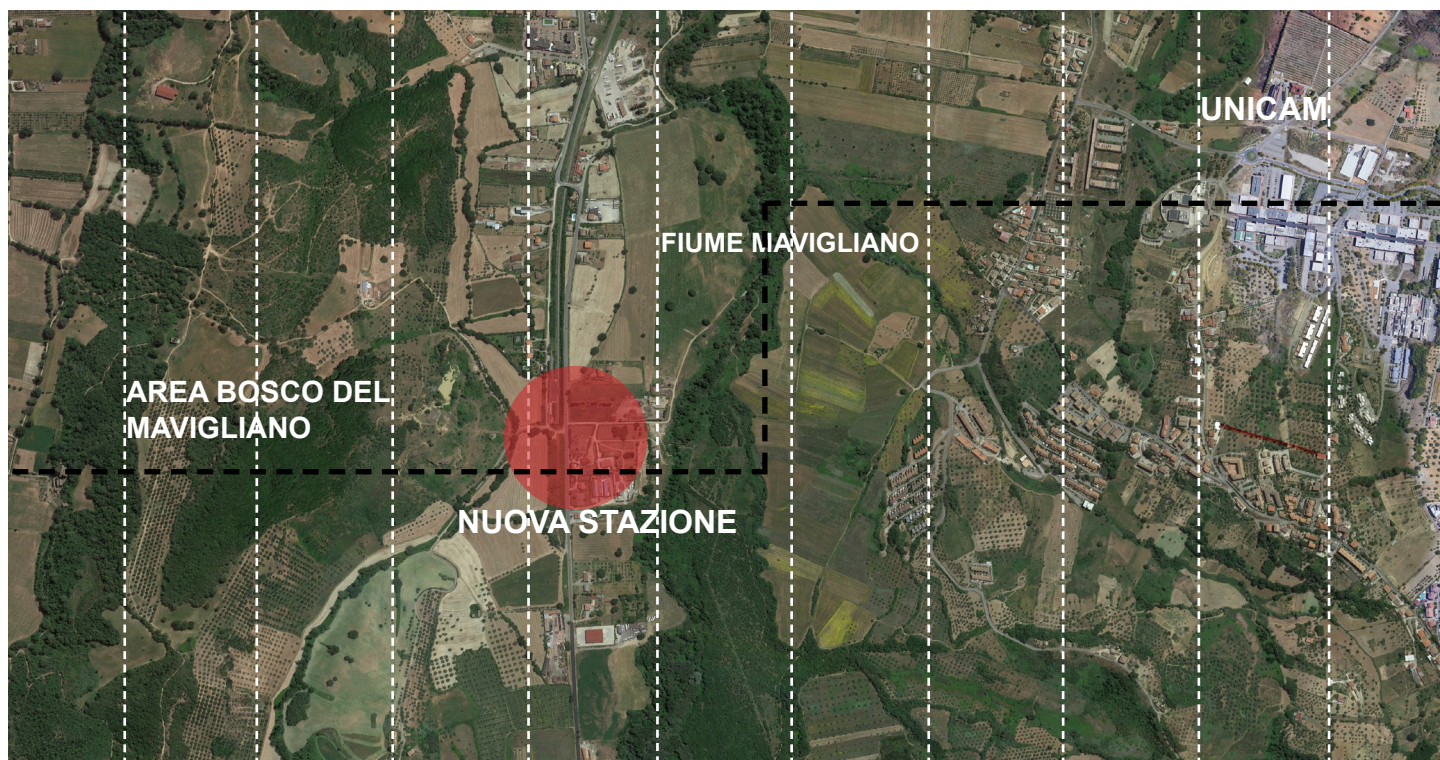 UNICAM
FIUME MAVIGLIANO
AREA BOSCO DEL
MAVIGLIANO
NUOVA STAZIONE